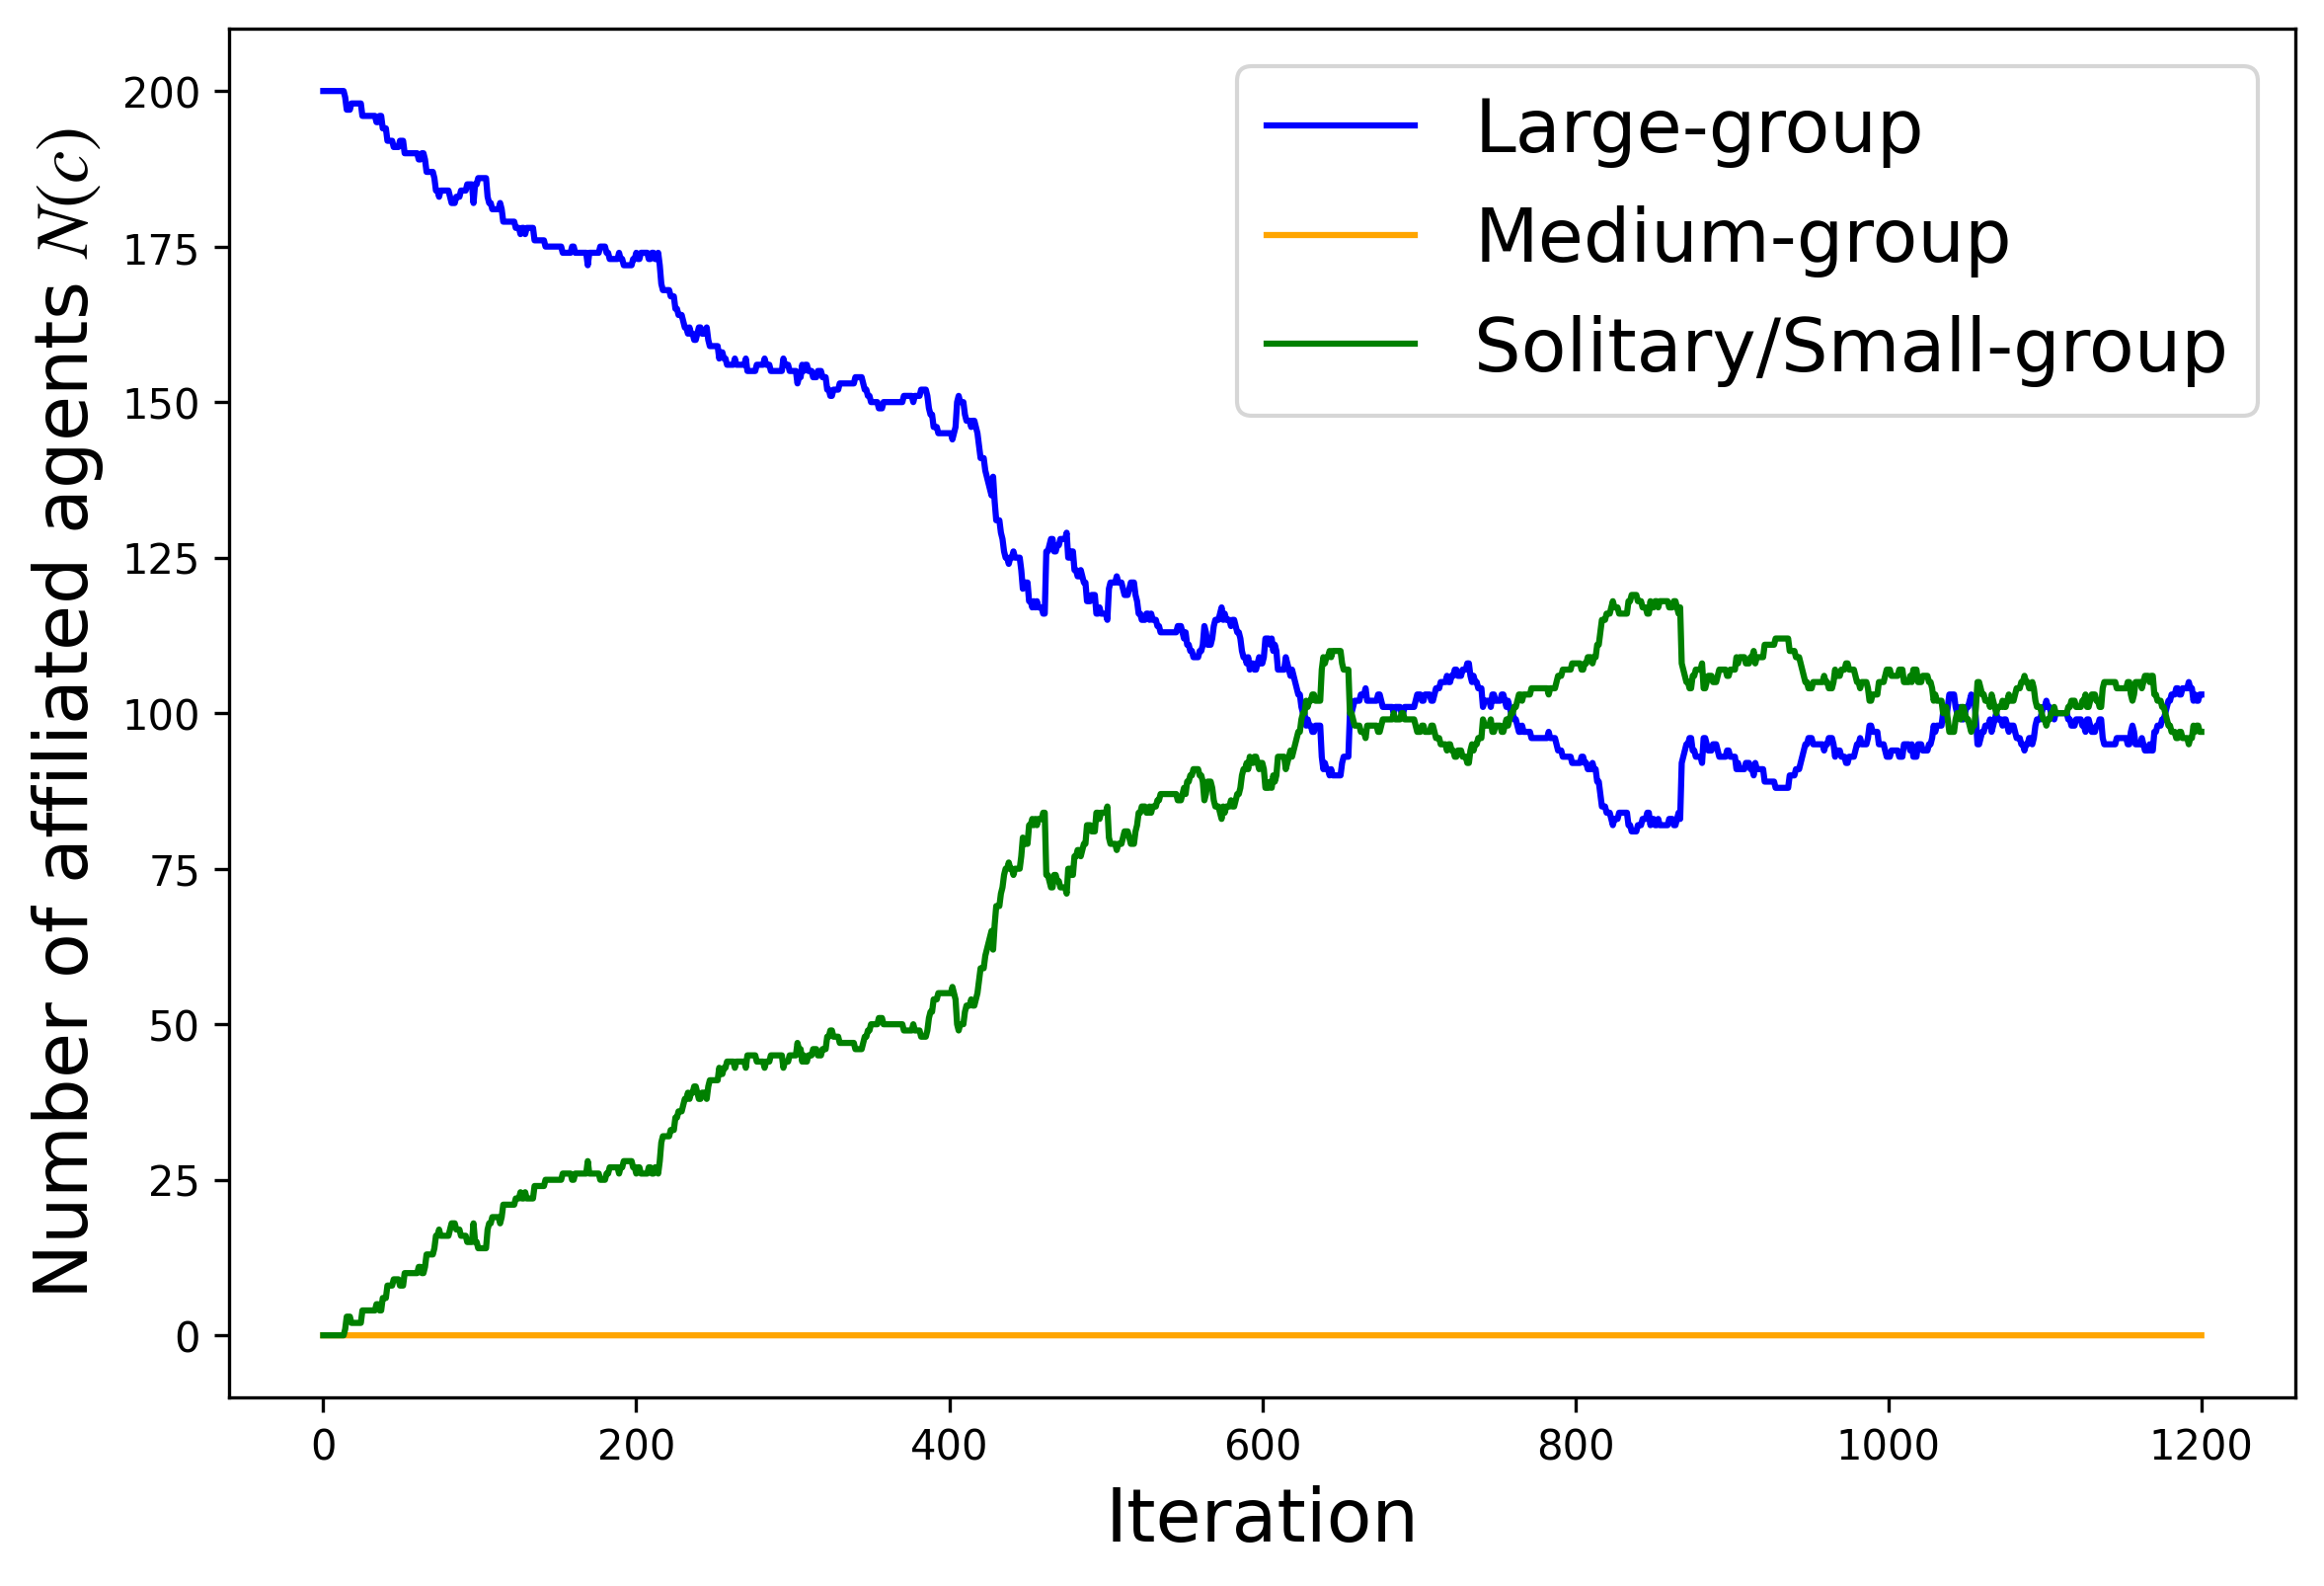 Number of affiliated agents N(c)
200
175
150
125
100
75
50
25
0
Large-group
Medium-group
Solitary/Small-group
0 200 400 600 800 1000 1200
Iteration